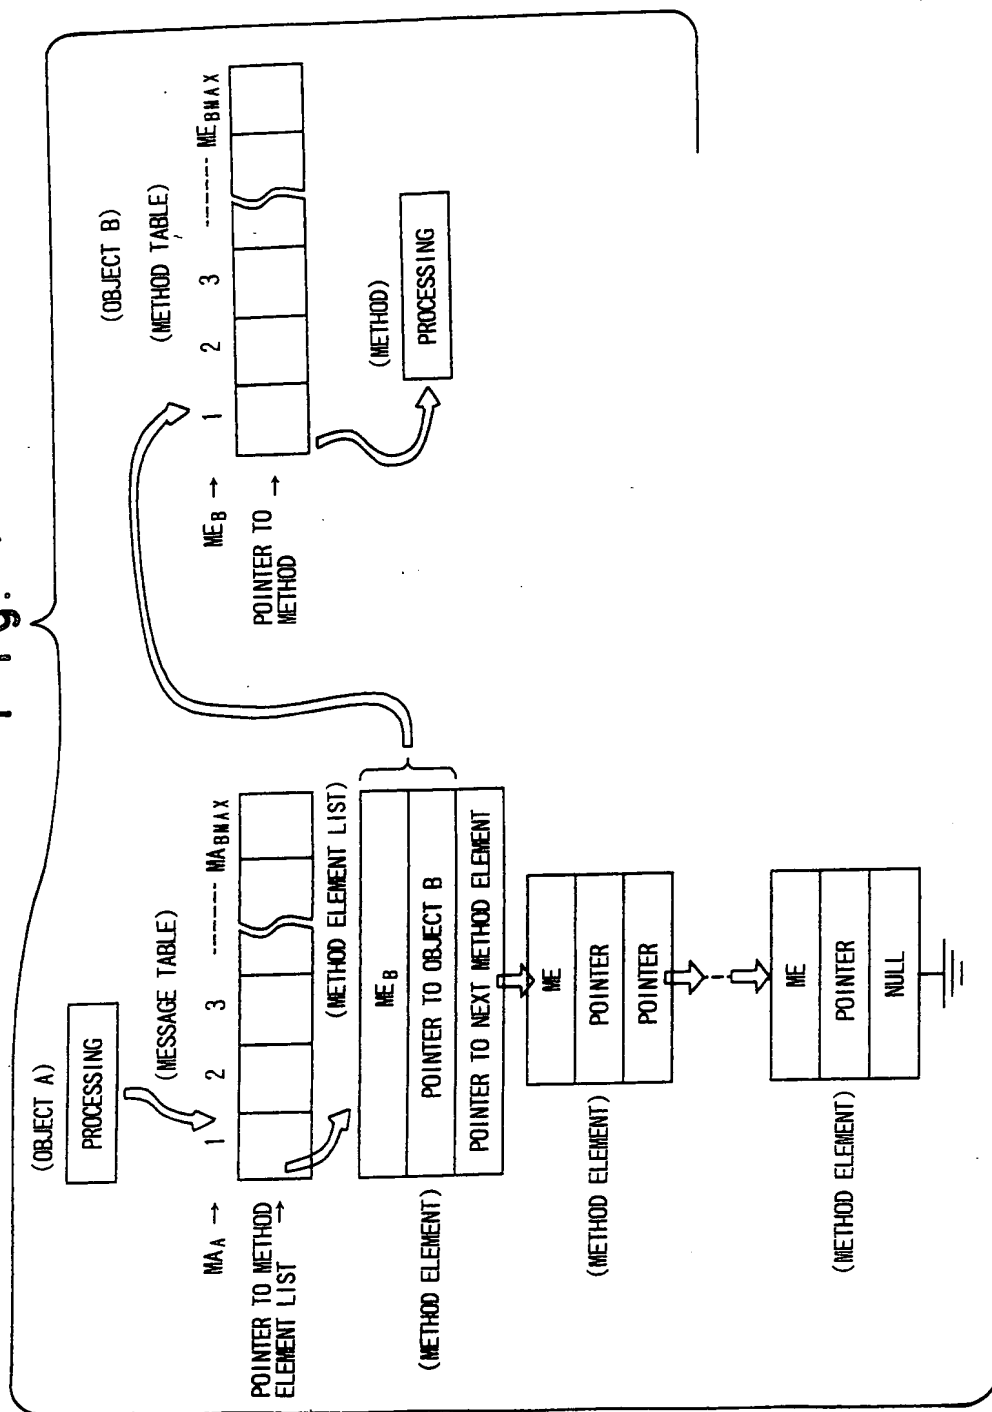 Fig.
(OBJECT A)
PROCESSING
(MESSAGE TABLE)
MA_A → 1 2 3 ------ MA_BMAX
POINTER TO METHOD
ELEMENT LIST →
(METHOD ELEMENT LIST)
(METHOD ELEMENT)
ME_B
POINTER TO OBJECT B
POINTER TO NEXT METHOD ELEMENT
(METHOD ELEMENT)
ME
POINTER
POINTER
(METHOD ELEMENT)
ME
POINTER
NULL
(OBJECT B)
(METHOD TABLE)
ME_B → 1 2 3 ------ ME_BMAX
POINTER TO →
METHOD
(METHOD)
PROCESSING